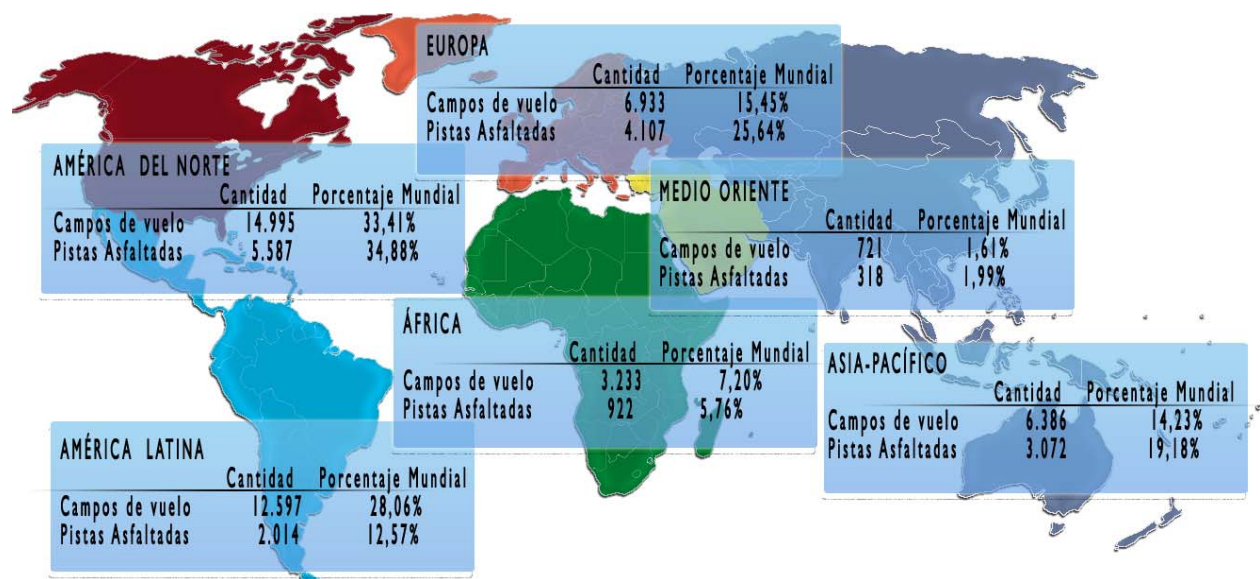 EUROPA
Cantidad Porcentaje Mundial
Campos de vuelo 6.933 15,45%
Pistas Asfaltadas 4.107 25,64%
AMÉRICA DEL NORTE
Cantidad Porcentaje Mundial
Campos de vuelo 14.995 33,41%
Pistas Asfaltadas 5.587 34,88%
MEDIO ORIENTE
Cantidad Porcentaje Mundial
Campos de vuelo 721 1,61%
Pistas Asfaltadas 318 1,99%
ÁFRICA
Cantidad Porcentaje Mundial
Campos de vuelo 3.233 7,20%
Pistas Asfaltadas 922 5,76%
ASIA-PACÍFICO
Cantidad Porcentaje Mundial
Campos de vuelo 6.386 14,23%
Pistas Asfaltadas 3.072 19,18%
AMÉRICA LATINA
Cantidad Porcentaje Mundial
Campos de vuelo 12.597 28,06%
Pistas Asfaltadas 2.014 12,57%